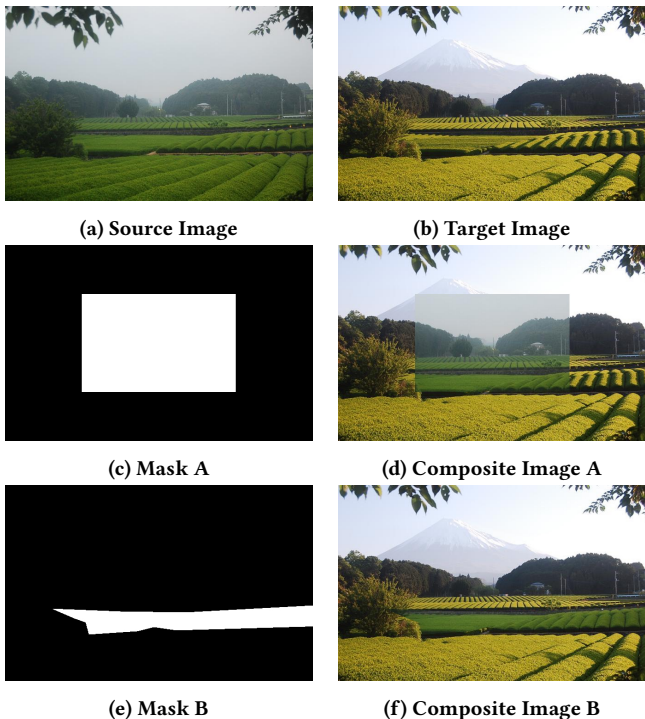 (a) Source Image
(b) Target Image
(c) Mask A
(d) Composite Image A
(e) Mask B
(f) Composite Image B